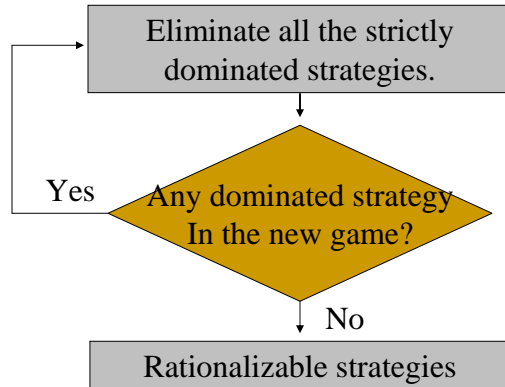 Eliminate all the strictly
dominated strategies.
Yes
Any dominated strategy
In the new game?
No
Rationalizable strategies